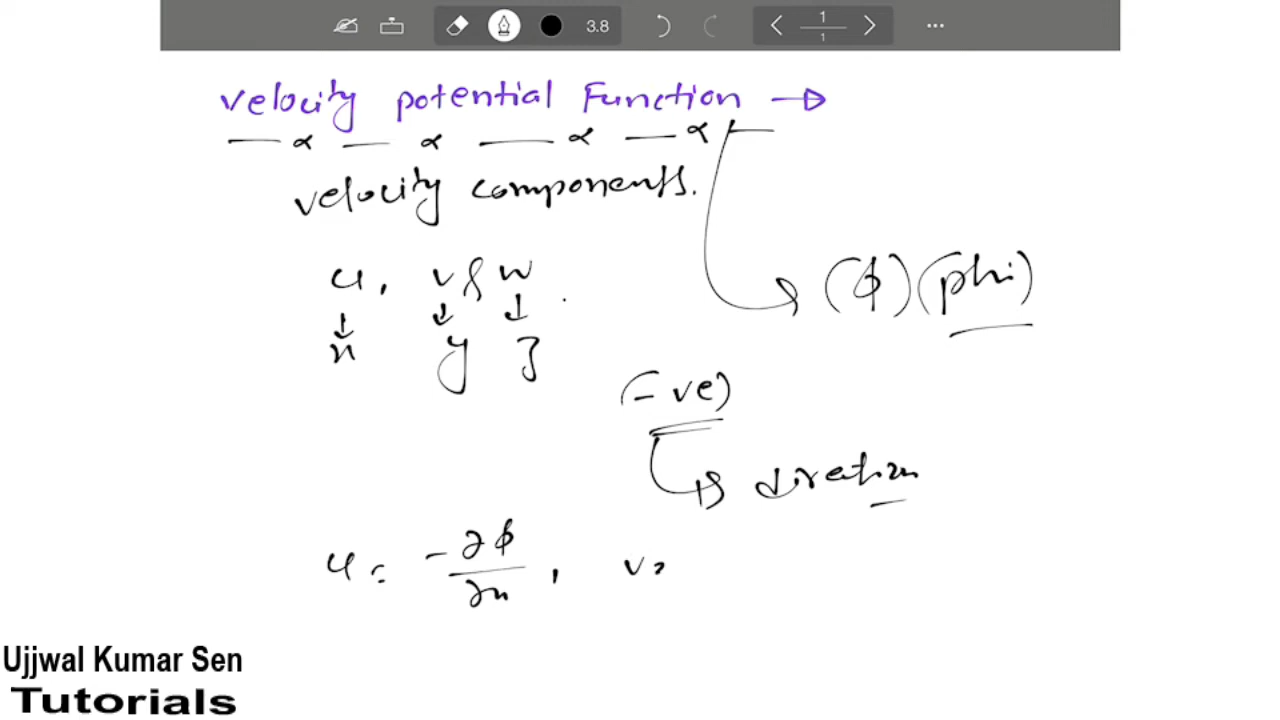 3.8
1
1
velocity potential Function →
velocity components.
u, v & w
↓ ↓ ↓
x y z
(ϕ) (phi)
(-ve)
direction
u = -∂ϕ/∂x, v =
Ujjwal Kumar Sen
Tutorials